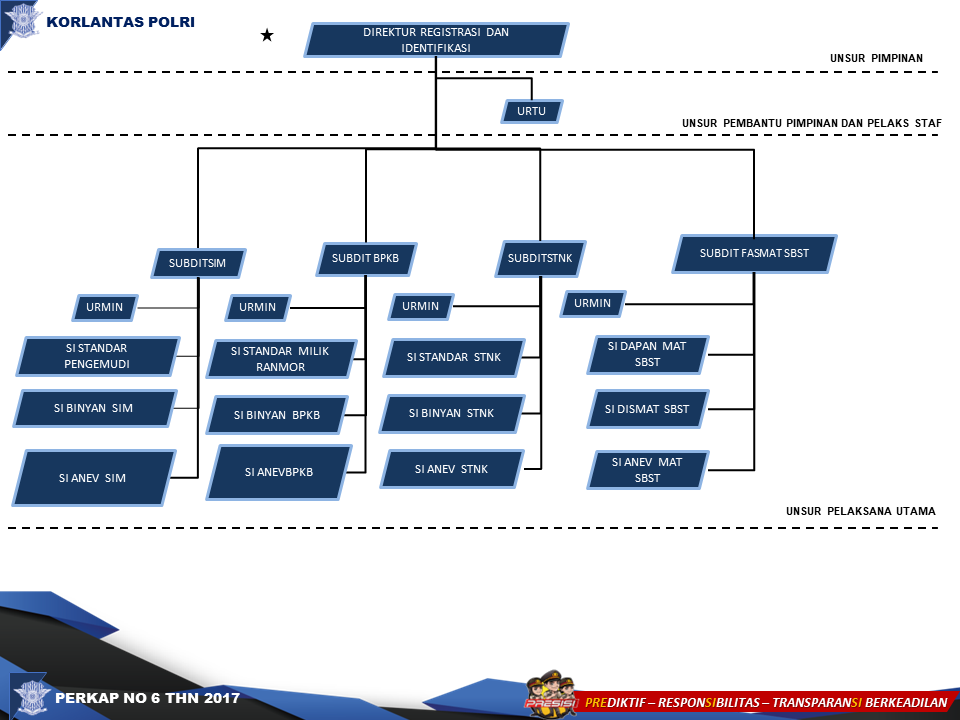 KORLANTAS POLRI
DIREKTUR REGISTRASI DAN
IDENTIFIKASI
UNSUR PIMPINAN
URTU
UNSUR PEMBANTU PIMPINAN DAN PELAKS STAF
SUBDITSIM
SUBDIT BPKB
SUBDITSTNK
SUBDIT FASMAT SBST
URMIN
URMIN
URMIN
URMIN
SI STANDAR
PENGEMUDI
SI STANDAR MILIK
RANMOR
SI STANDAR STNK
SI DAPAN MAT
SBST
SI BINYAN SIM
SI BINYAN BPKB
SI BINYAN STNK
SI DISMAT SBST
SI ANEV SIM
SI ANEVBPKB
SI ANEV STNK
SI ANEV MAT
SBST
UNSUR PELAKSANA UTAMA
PERKAP NO 6 THN 2017
PRESISI
PREDIKTIF – RESPONSIBILITAS – TRANSPARANSI BERKEADILAN